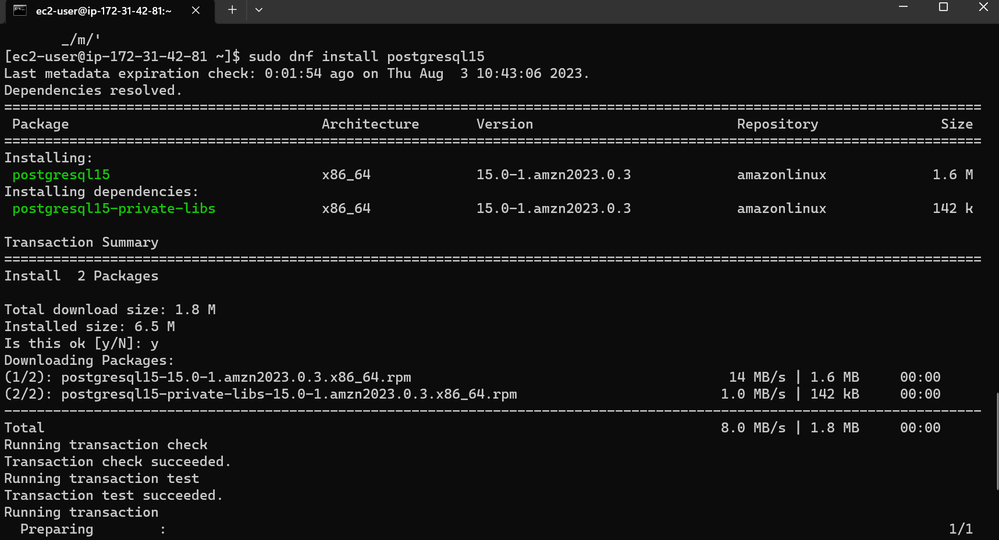 ec2-user@ip-172-31-42-81:~
_/m/'
[ec2-user@ip-172-31-42-81 ~]$ sudo dnf install postgresql15
Last metadata expiration check: 0:01:54 ago on Thu Aug  3 10:43:06 2023.
Dependencies resolved.
========================================================================================================================
Package Architecture Version Repository Size
========================================================================================================================
Installing:
postgresql15 x86_64 15.0-1.amzn2023.0.3 amazonlinux 1.6 M
Installing dependencies:
postgresql15-private-libs x86_64 15.0-1.amzn2023.0.3 amazonlinux 142 k
Transaction Summary
========================================================================================================================
Install  2 Packages
Total download size: 1.8 M
Installed size: 6.5 M
Is this ok [y/N]: y
Downloading Packages:
(1/2): postgresql15-15.0-1.amzn2023.0.3.x86_64.rpm 14 MB/s | 1.6 MB 00:00
(2/2): postgresql15-private-libs-15.0-1.amzn2023.0.3.x86_64.rpm 1.0 MB/s | 142 kB 00:00
------------------------------------------------------------------------------------------------------------------------
Total 8.0 MB/s | 1.8 MB 00:00
Running transaction check
Transaction check succeeded.
Running transaction test
Transaction test succeeded.
Running transaction
Preparing : 1/1